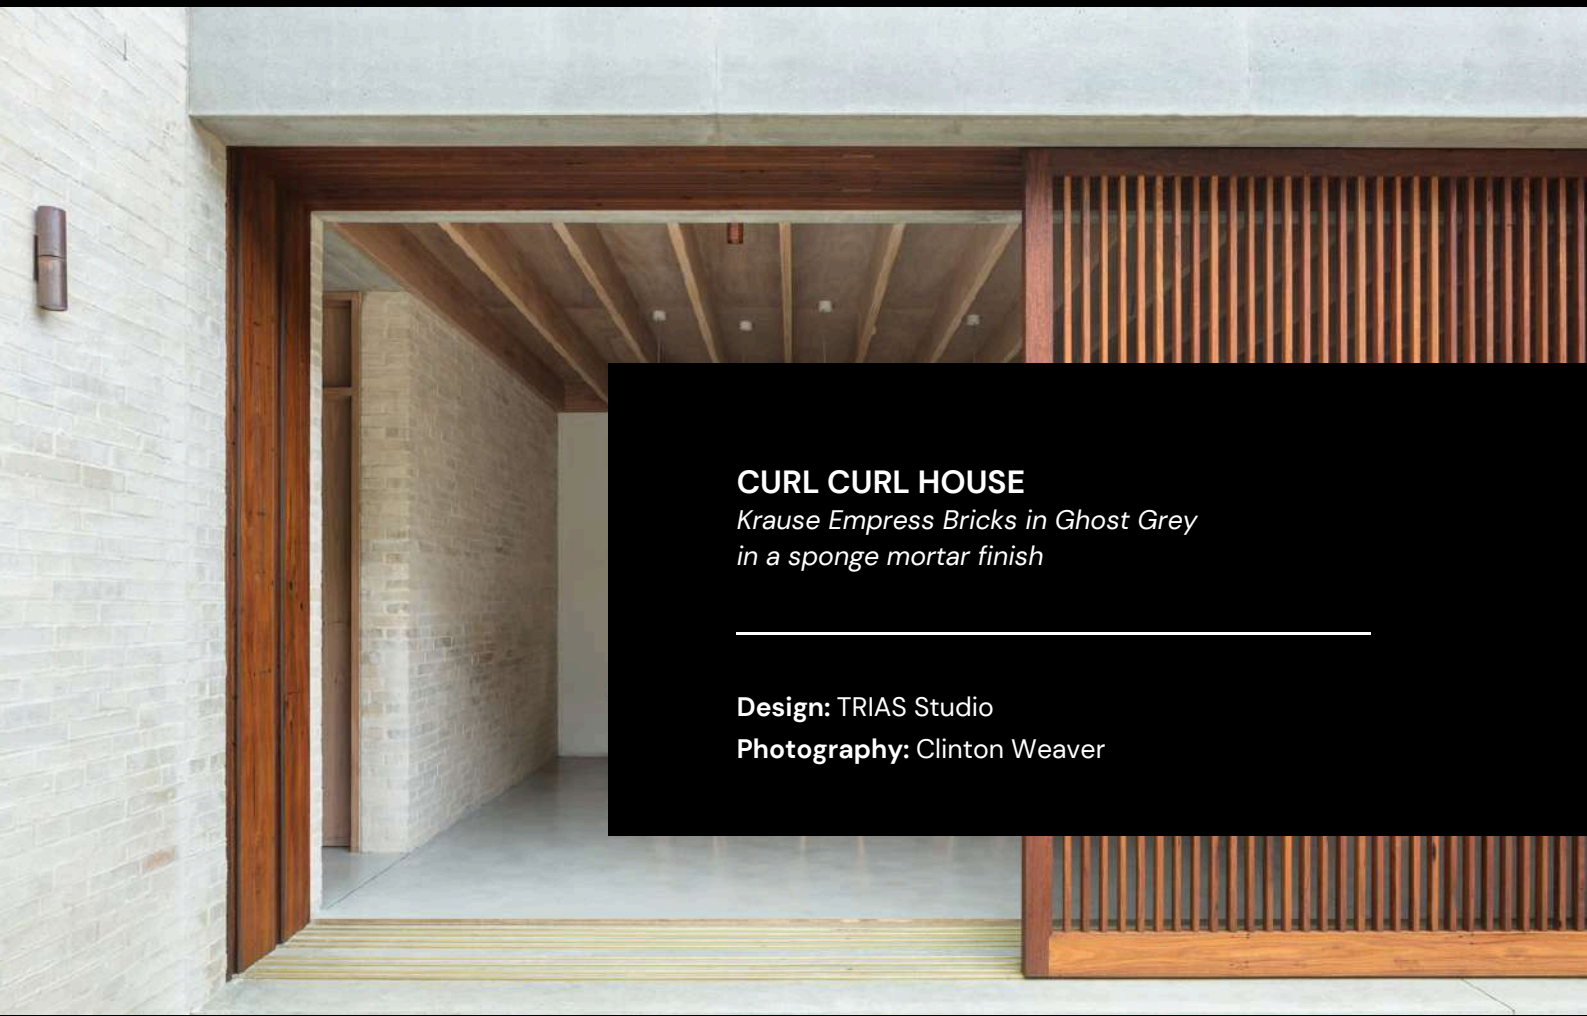 CURL CURL HOUSE
Krause Empress Bricks in Ghost Grey
in a sponge mortar finish
Design: TRIAS Studio
Photography: Clinton Weaver